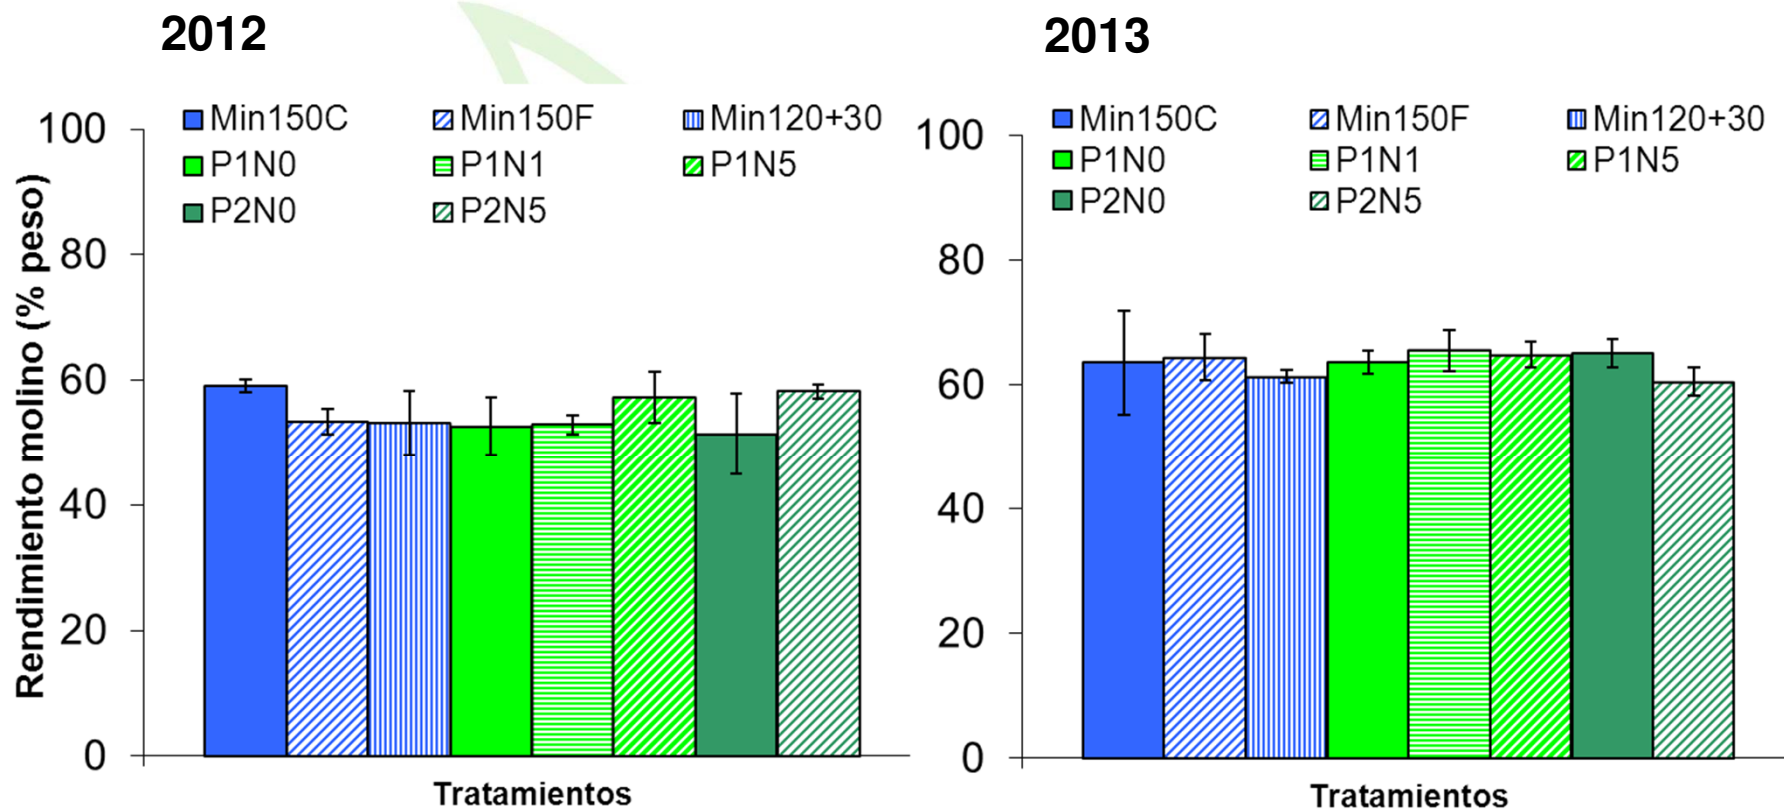 2012
Min150C Min150F Min120+30
P1N0 P1N1 P1N5
P2N0 P2N5
Rendimiento molino (% peso)
100
80
60
40
20
0
Tratamientos
2013
Min150C Min150F Min120+30
P1N0 P1N1 P1N5
P2N0 P2N5
100
80
60
40
20
0
Tratamientos